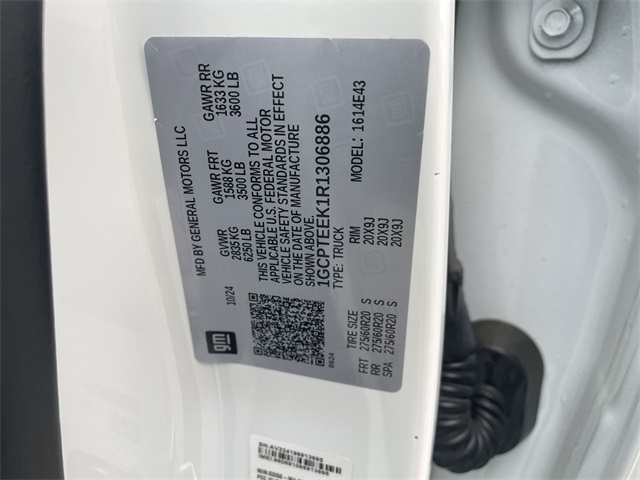 MFD BY GENERAL MOTORS LLC
10/24
GVWR
2835 KG
6250 LB
GAWR FRT
1588 KG
3500 LB
GAWR RR
1633 KG
3600 LB
THIS VEHICLE CONFORMS TO ALL
APPLICABLE U.S. FEDERAL MOTOR
VEHICLE SAFETY STANDARDS IN EFFECT
ON THE DATE OF MANUFACTURE
SHOWN ABOVE.
1GCPTEEK1R1306886
TYPE: TRUCK
MODEL: 1614E43
gm
TIRE SIZE RIM
FRT 275/60R20 S 20X9J
RR 275/60R20 S 20X9J
SPA 275/60R20 S 20X9J